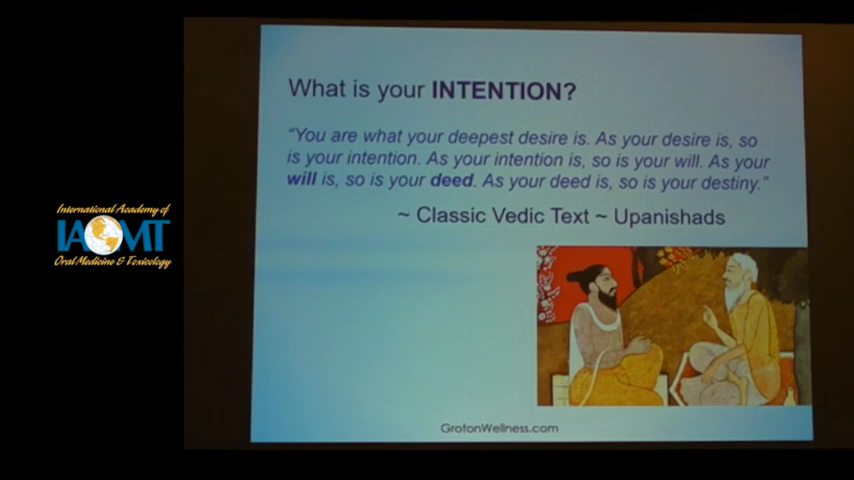 What is your INTENTION?
“You are what your deepest desire is. As your desire is, so
is your intention. As your intention is, so is your will. As your
will is, so is your deed. As your deed is, so is your destiny.”
~ Classic Vedic Text ~ Upanishads
International Academy of
IAOMT
Oral Medicine & Toxicology
GrotonWellness.com